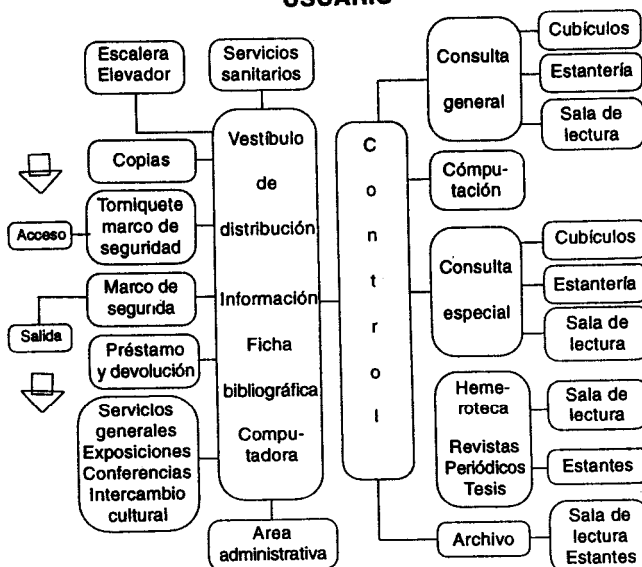 USUARIO
Escalera
Elevador
Servicios
sanitarios
Copias
Acceso
Torniquete
marco de
seguridad
Marco de
segurida
Salida
Préstamo
y devolución
Servicios
generales
Exposiciones
Conferencias
Intercambio
cultural
Vestíbulo
de
distribución
Información
Ficha
bibliográfica
Compu-
tadora
Area
administrativa
C
o
n
t
r
o
l
Consulta
general
Cubículos
Estantería
Sala de
lectura
Cómpu-
tación
Consulta
especial
Cubículos
Estantería
Sala de
lectura
Heme-
roteca
Revistas
Periódicos
Tesis
Sala de
lectura
Estantes
Archivo
Sala de
lectura
Estantes